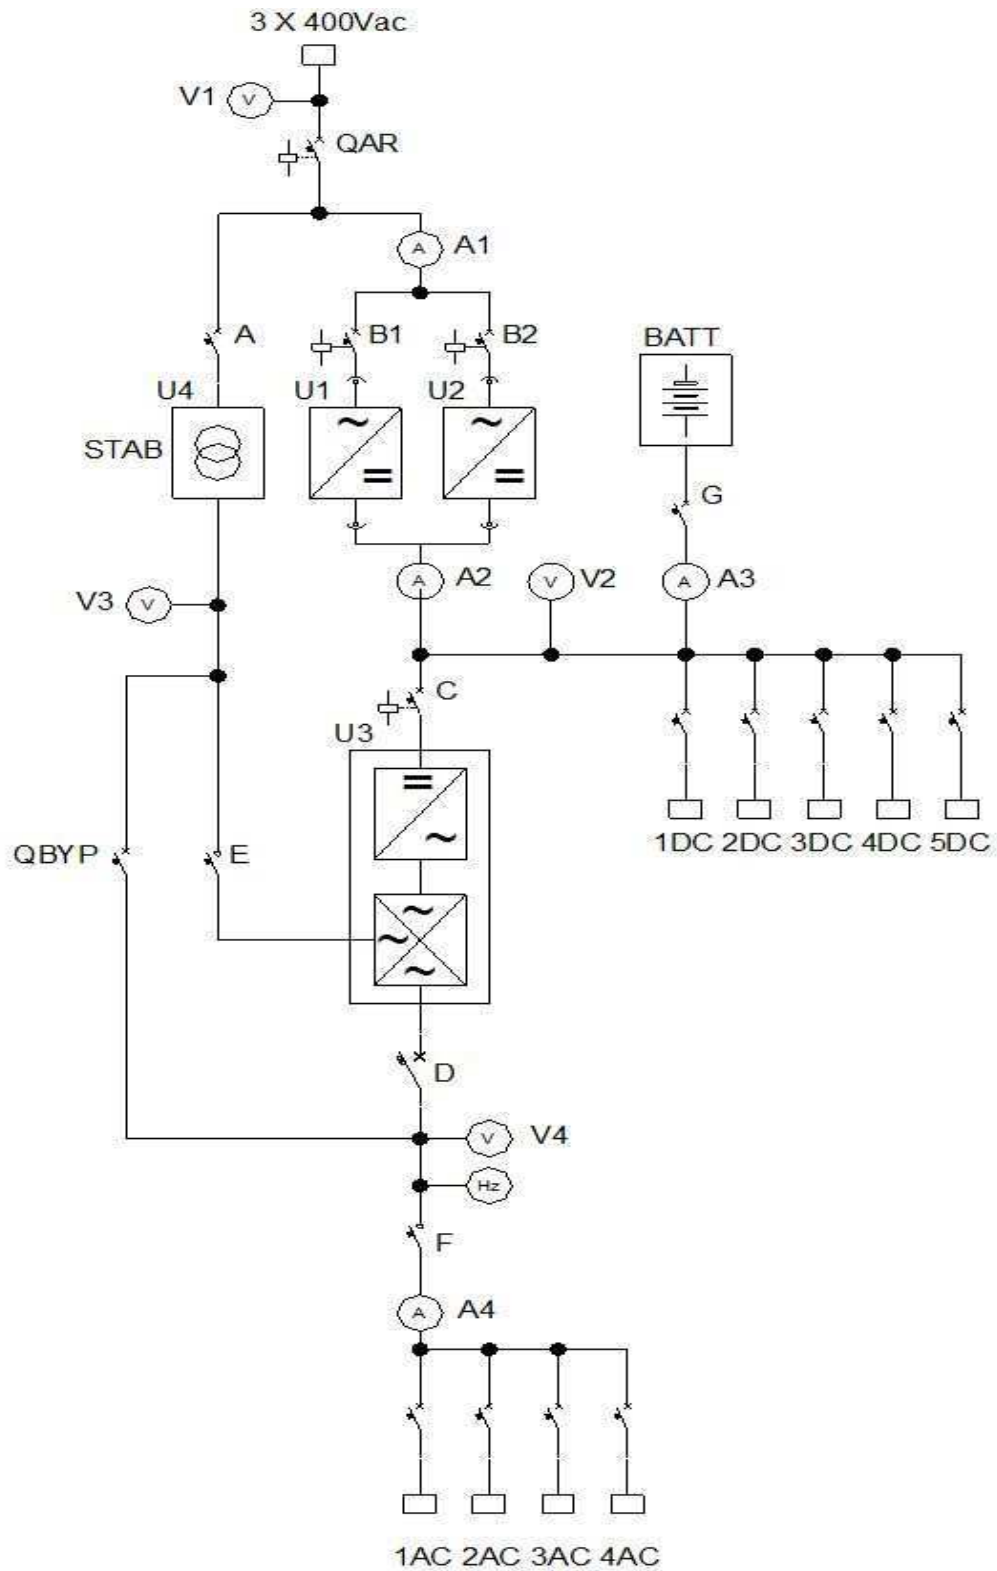 3 X 400Vac
V1 V
QAR
A A1
A B1 B2 BATT
U4 U1 U2
STAB
G
A A2 V V2 A A3
V3 V
C
U3
1DC 2DC 3DC 4DC 5DC
QBYP E
D
V V4
Hz
F
A A4
1AC 2AC 3AC 4AC